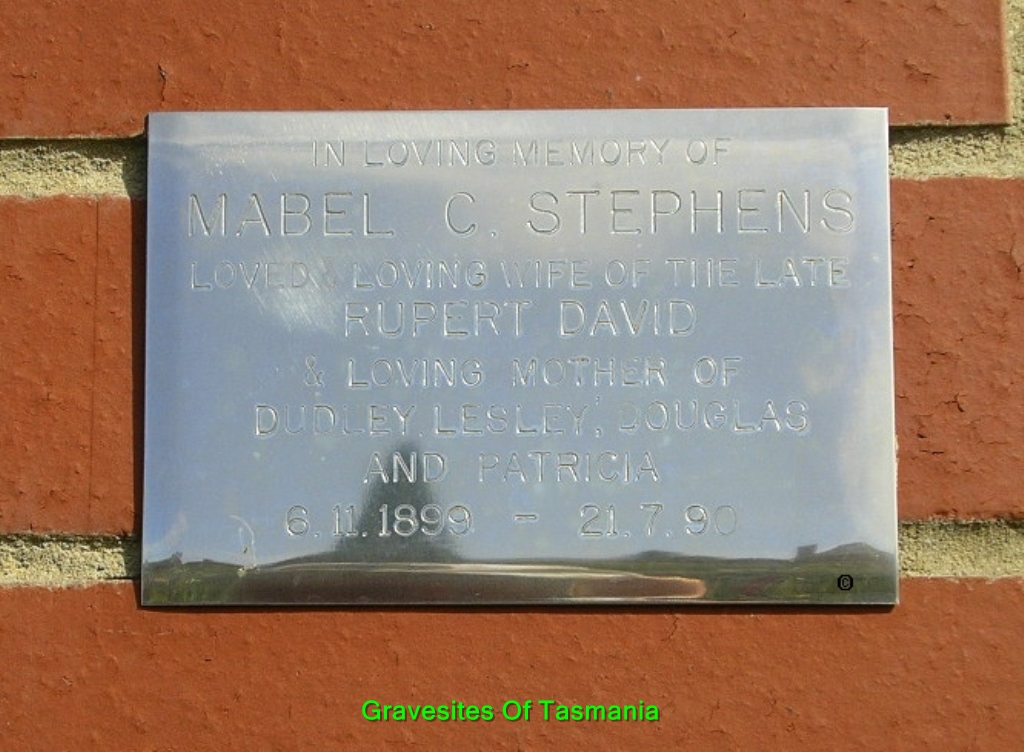 IN LOVING MEMORY OF
MABEL C. STEPHENS
LOVED & LOVING WIFE OF THE LATE
RUPERT DAVID
& LOVING MOTHER OF
DUDLEY, LESLEY, DOUGLAS
AND PATRICIA
6.11.1899 - 21.7.90
©
Gravesites Of Tasmania